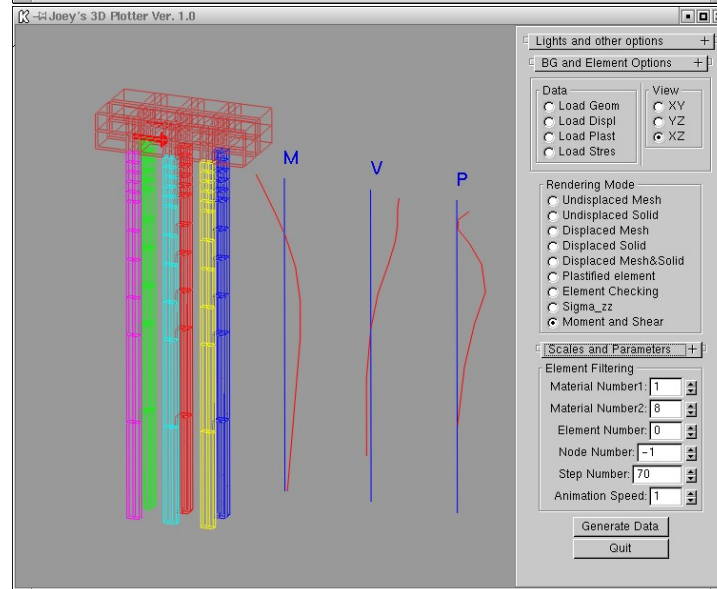 Joey's 3D Plotter Ver. 1.0
M
V
P
Lights and other options +
BG and Element Options +
Data
Load Geom
Load Displ
Load Plast
Load Stres
View
XY
YZ
XZ
Rendering Mode
Undisplaced Mesh
Undisplaced Solid
Displaced Mesh
Displaced Solid
Displaced Mesh&Solid
Plastified element
Element Checking
Sigma_zz
Moment and Shear
Scales and Parameters +
Element Filtering
Material Number1: 1
Material Number2: 8
Element Number: 0
Node Number: -1
Step Number: 70
Animation Speed: 1
Generate Data
Quit